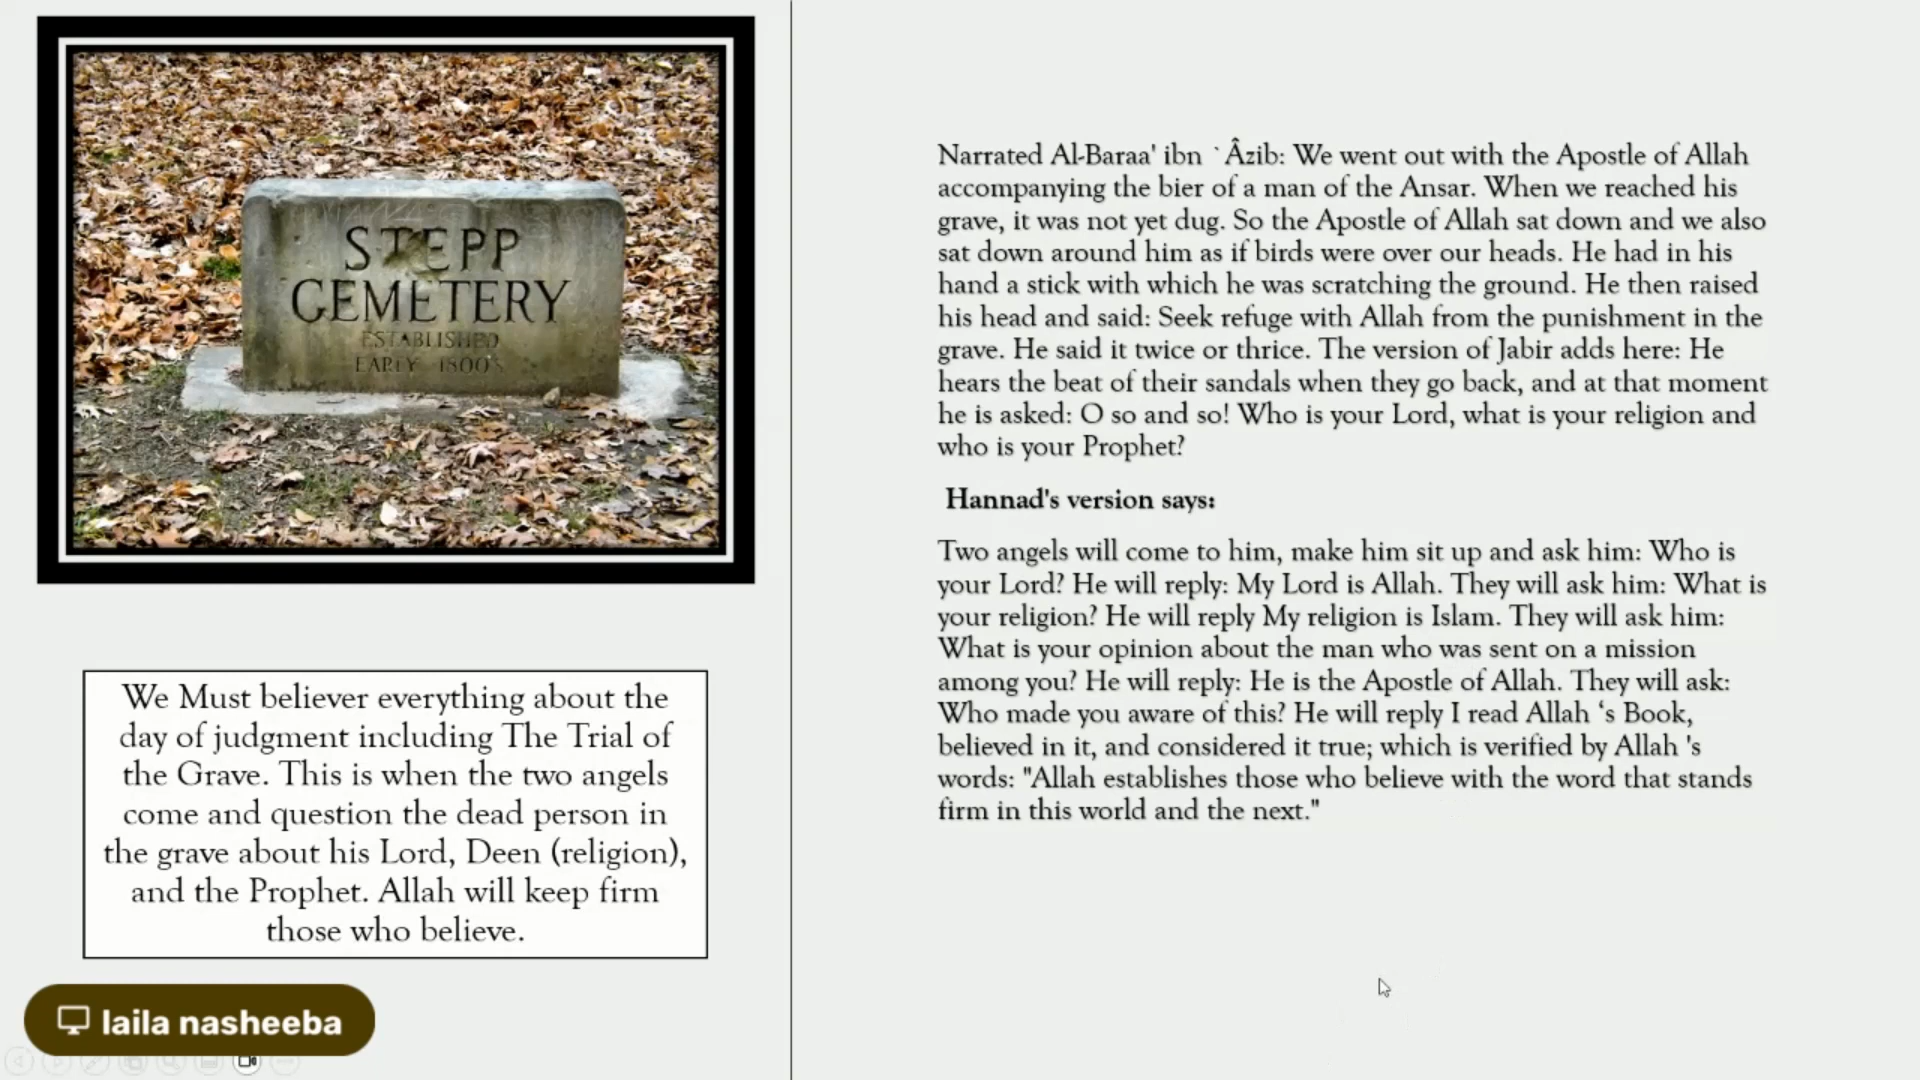 STEPP
CEMETERY
ESTABLISHED
EARLY 1800'S
We Must believer everything about the
day of judgment including The Trial of
the Grave. This is when the two angels
come and question the dead person in
the grave about his Lord, Deen (religion),
and the Prophet. Allah will keep firm
those who believe.
laila nasheeba
Narrated Al-Baraa' ibn `Âzib: We went out with the Apostle of Allah
accompanying the bier of a man of the Ansar. When we reached his
grave, it was not yet dug. So the Apostle of Allah sat down and we also
sat down around him as if birds were over our heads. He had in his
hand a stick with which he was scratching the ground. He then raised
his head and said: Seek refuge with Allah from the punishment in the
grave. He said it twice or thrice. The version of Jabir adds here: He
hears the beat of their sandals when they go back, and at that moment
he is asked: O so and so! Who is your Lord, what is your religion and
who is your Prophet?
Hannad's version says:
Two angels will come to him, make him sit up and ask him: Who is
your Lord? He will reply: My Lord is Allah. They will ask him: What is
your religion? He will reply My religion is Islam. They will ask him:
What is your opinion about the man who was sent on a mission
among you? He will reply: He is the Apostle of Allah. They will ask:
Who made you aware of this? He will reply I read Allah ‘s Book,
believed in it, and considered it true; which is verified by Allah 's
words: "Allah establishes those who believe with the word that stands
firm in this world and the next."